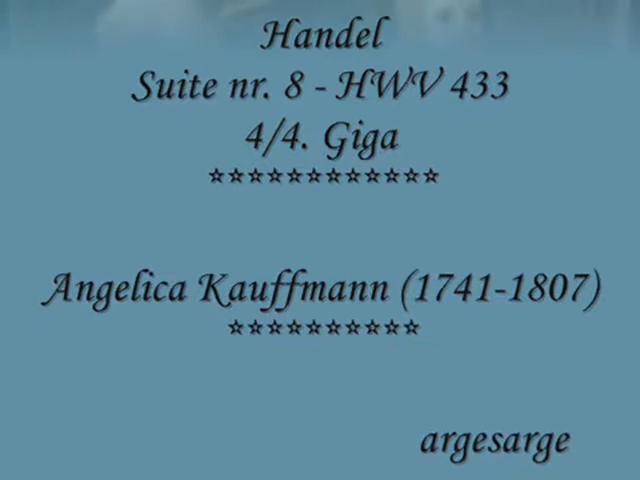 Handel
Suite nr. 8 - HWV 433
4/4. Giga
************
Angelica Kauffmann (1741-1807)
**********
argesarge